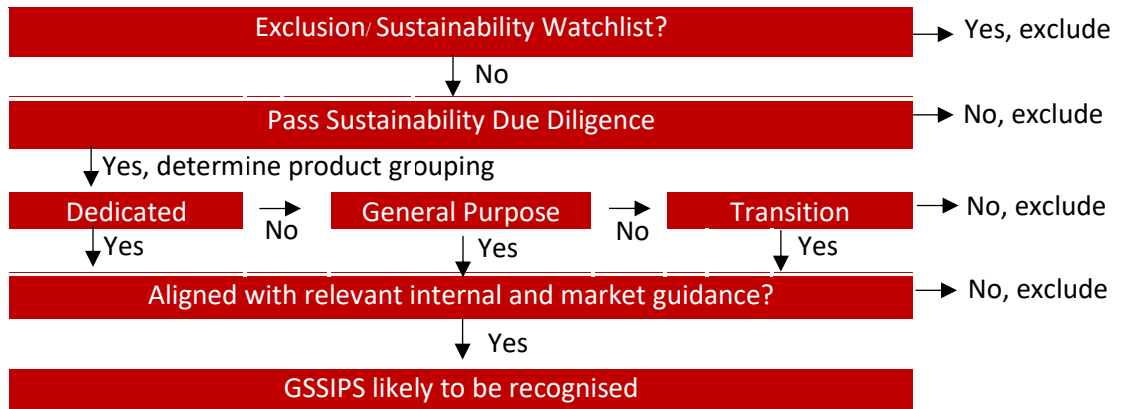 Exclusion/ Sustainability Watchlist?
Yes, exclude
No
Pass Sustainability Due Diligence
No, exclude
Yes, determine product grouping
Dedicated
No
General Purpose
No
Transition
No, exclude
Yes
Yes
Yes
Aligned with relevant internal and market guidance?
No, exclude
Yes
GSSIPS likely to be recognised